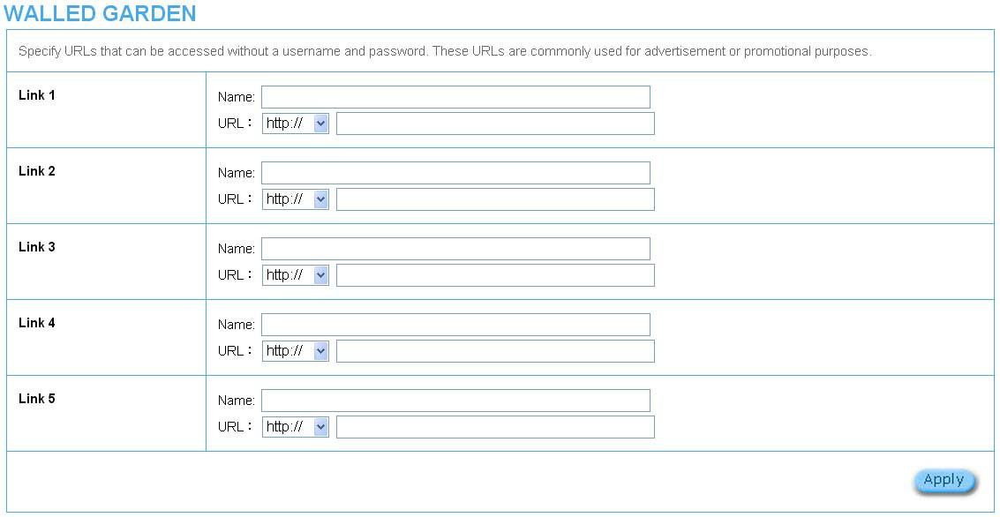 WALLED GARDEN
Specify URLs that can be accessed without a username and password. These URLs are commonly used for advertisement or promotional purposes.
Link 1
Name:
URL : http://
Link 2
Name:
URL : http://
Link 3
Name:
URL : http://
Link 4
Name:
URL : http://
Link 5
Name:
URL : http://
Apply